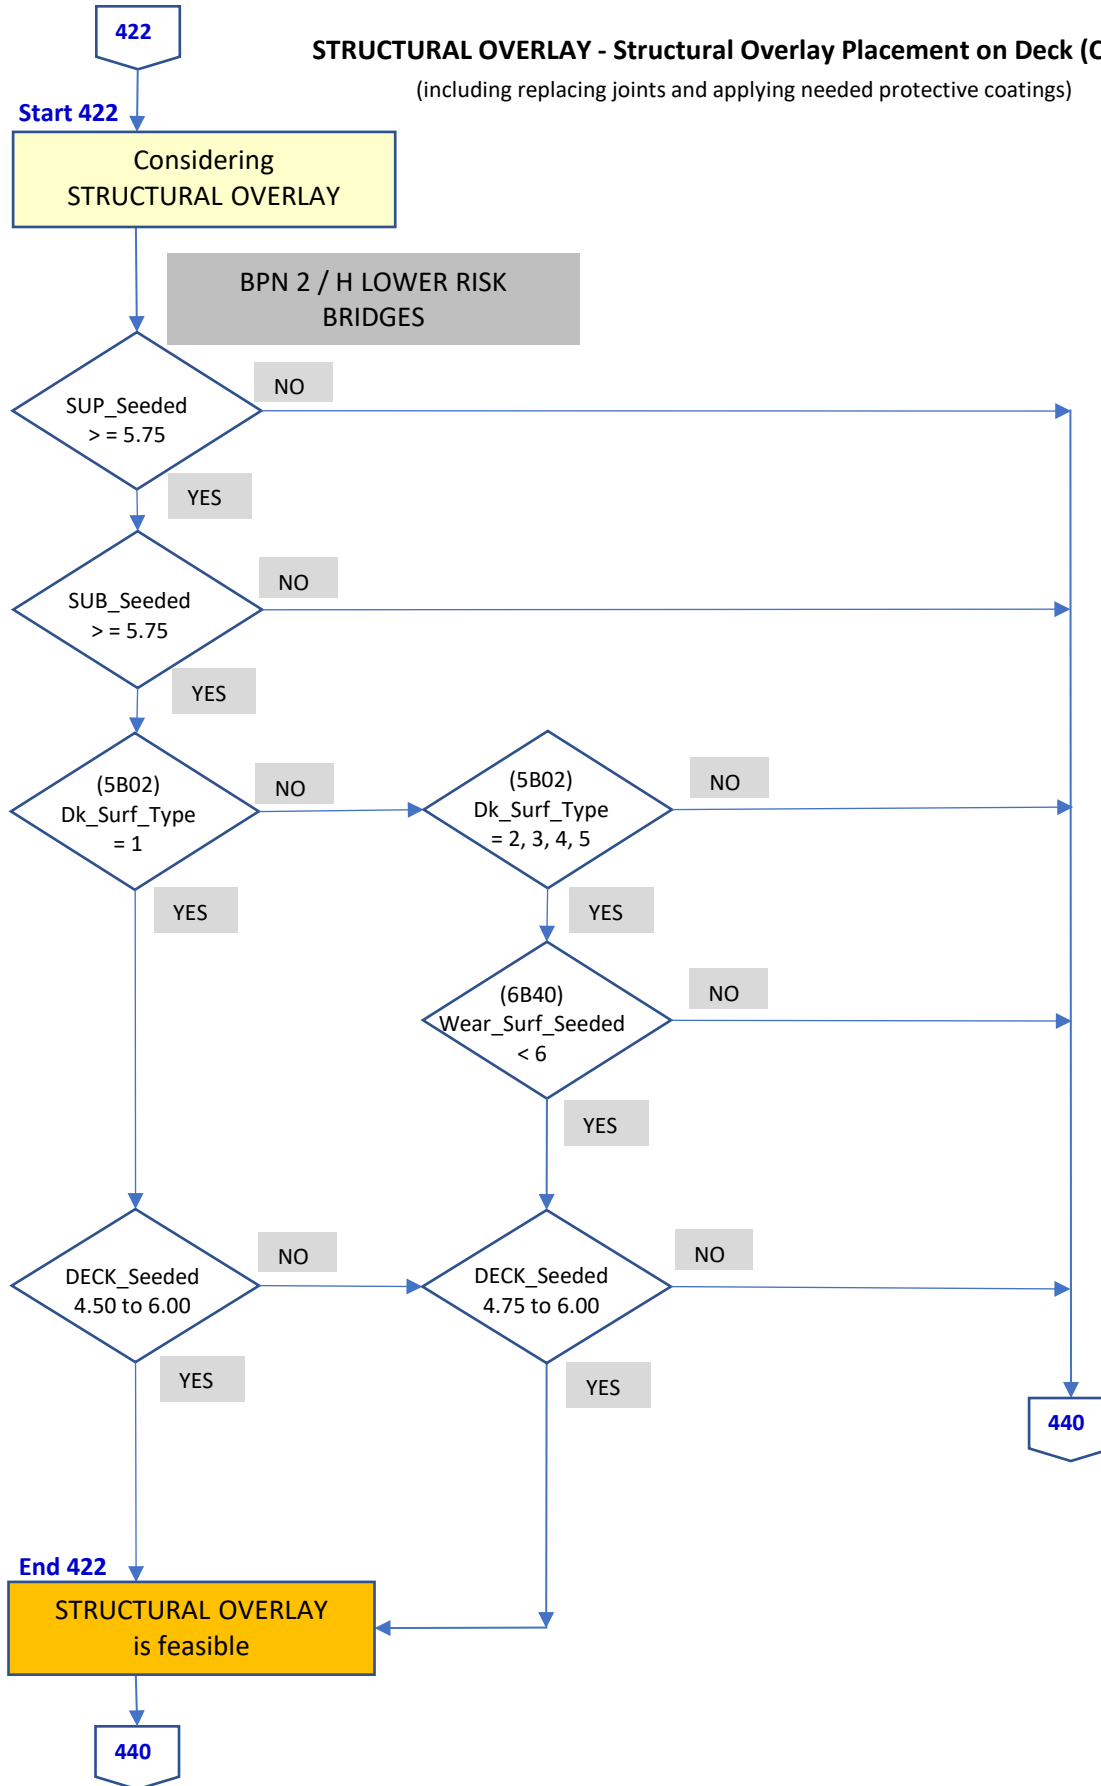 422
STRUCTURAL OVERLAY - Structural Overlay Placement on Deck (C
(including replacing joints and applying needed protective coatings)
Start 422
Considering
STRUCTURAL OVERLAY
BPN 2 / H LOWER RISK
BRIDGES
SUP_Seeded
> = 5.75
NO
YES
SUB_Seeded
> = 5.75
NO
YES
(5B02)
Dk_Surf_Type
= 1
NO
(5B02)
Dk_Surf_Type
= 2, 3, 4, 5
NO
YES
YES
(6B40)
Wear_Surf_Seeded
< 6
NO
YES
DECK_Seeded
4.50 to 6.00
NO
DECK_Seeded
4.75 to 6.00
NO
YES
YES
440
End 422
STRUCTURAL OVERLAY
is feasible
440